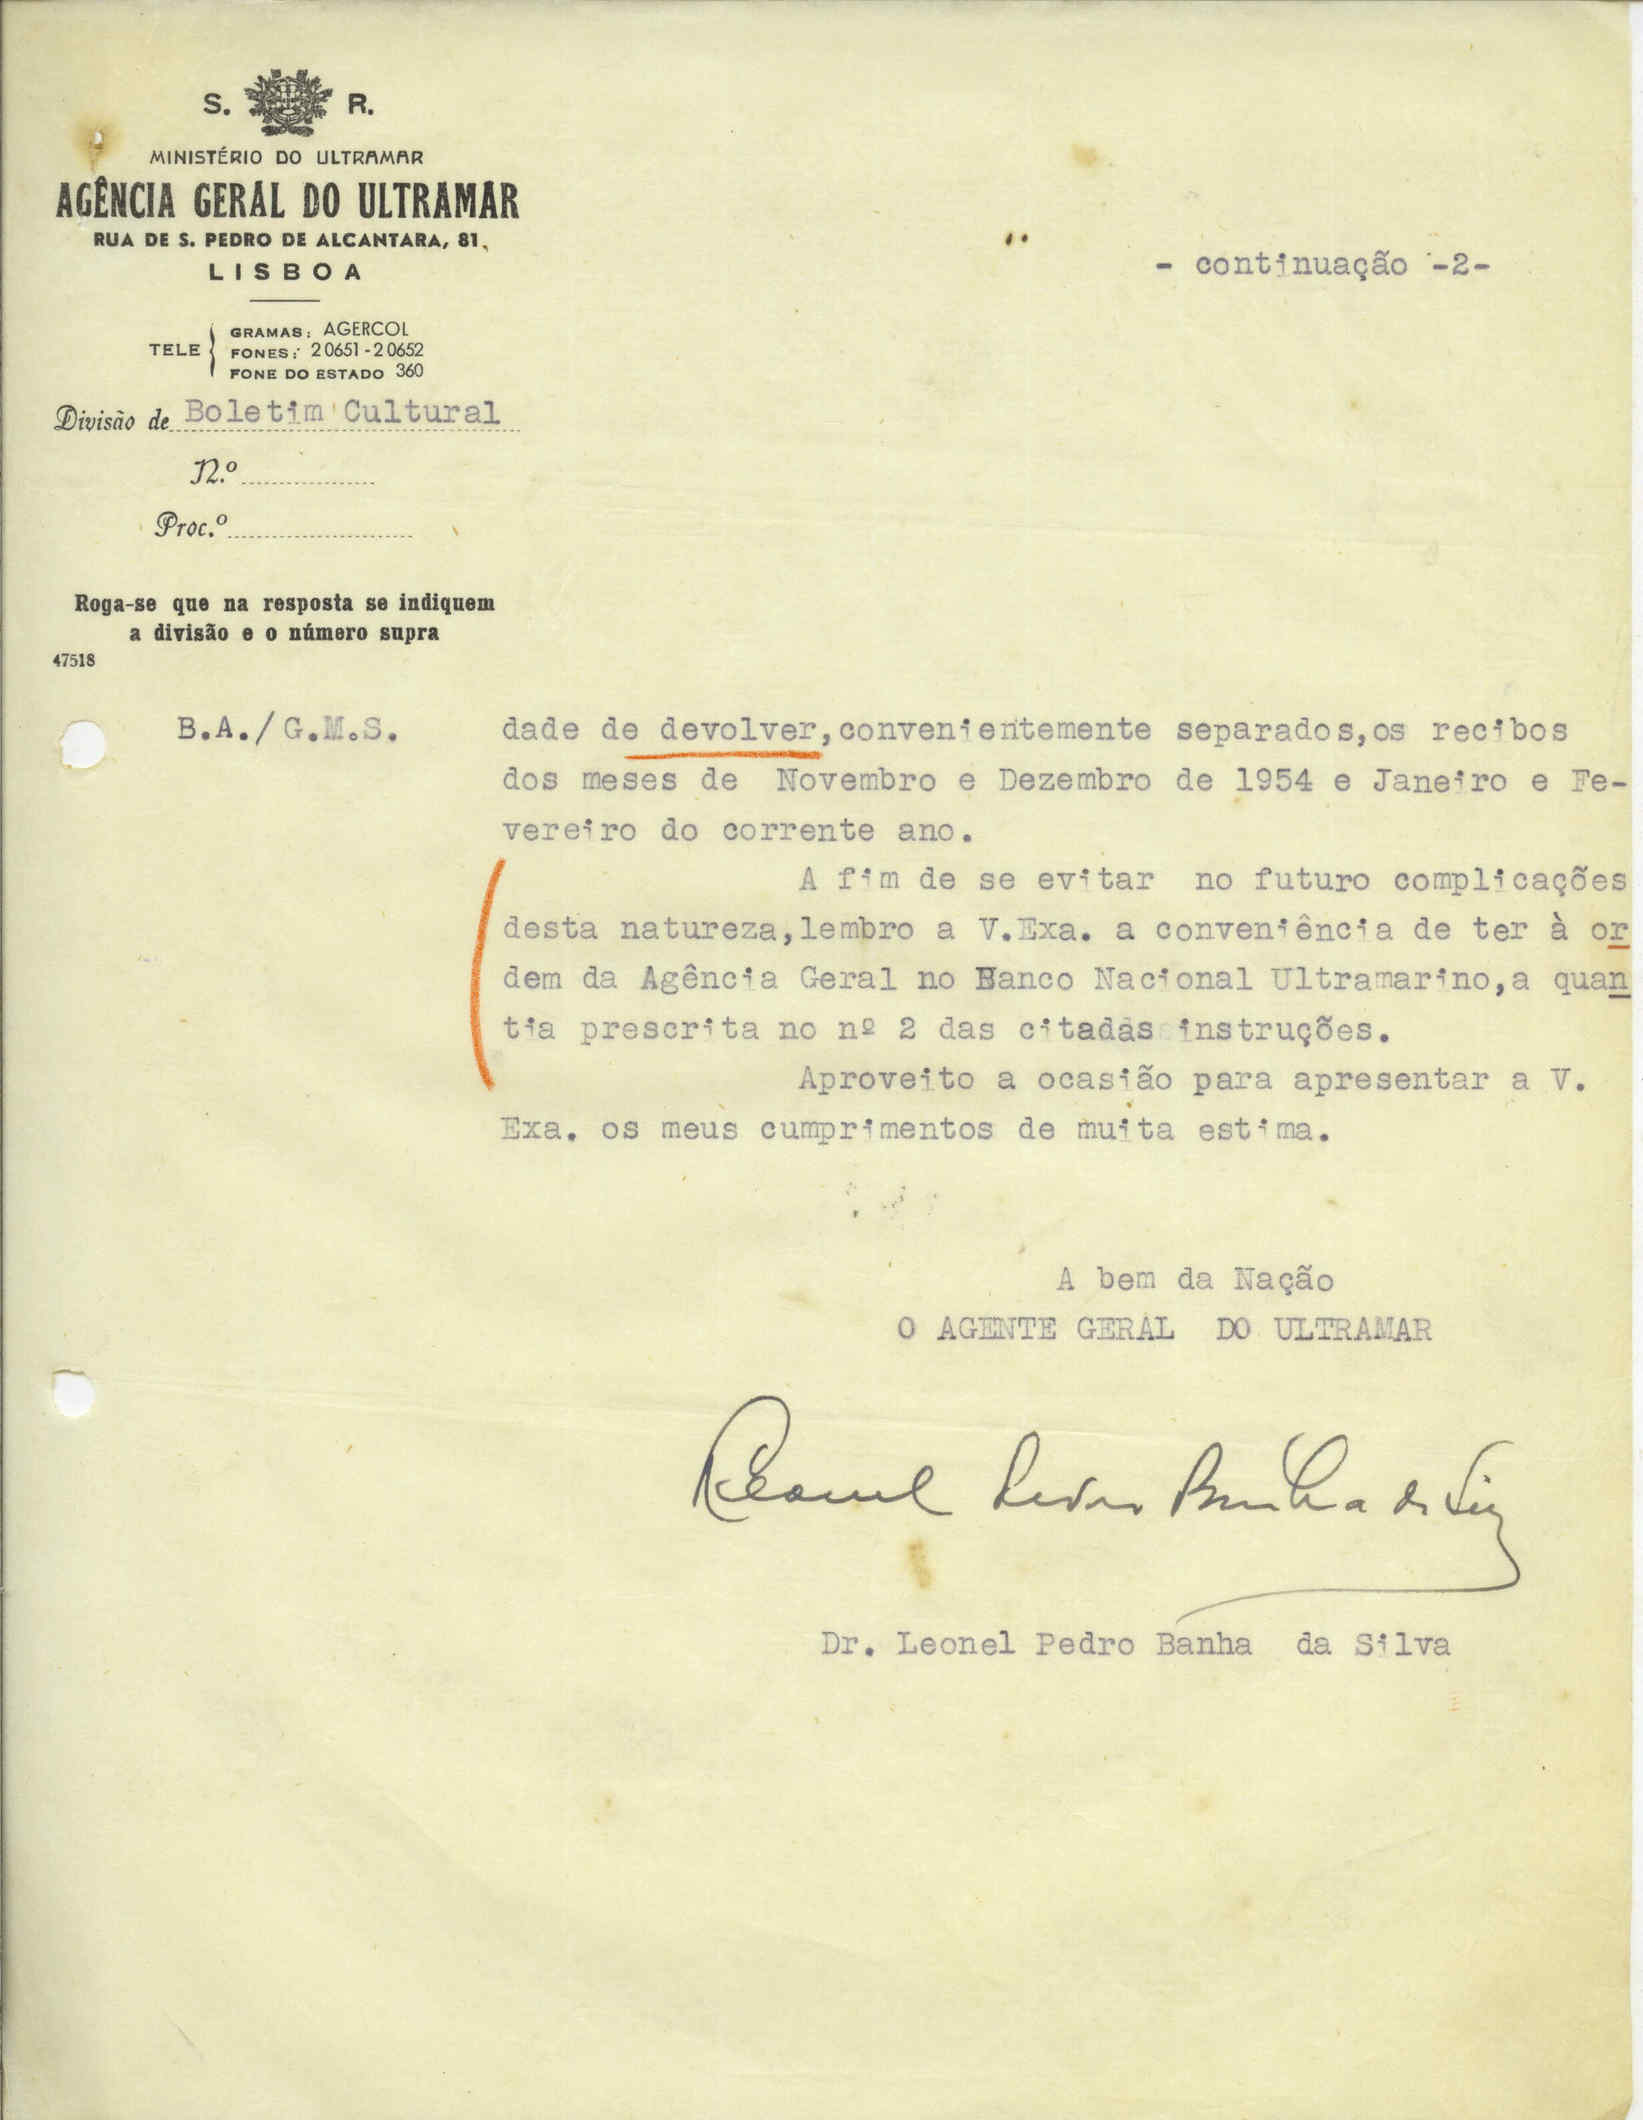 S. R.
MINISTÉRIO DO ULTRAMAR
AGÊNCIA GERAL DO ULTRAMAR
RUA DE S. PEDRO DE ALCANTARA, 81,
LISBOA
- continuação -2-
TELE
GRAMAS: AGERCOL
FONES: 20651-20652
FONE DO ESTADO 360
Divisão de Boletim Cultural
N.º
Proc.º
Roga-se que na resposta se indiquem
a divisão e o número supra
47518
B.A./G.M.S.
dade de devolver,convenientemente separados,os recibos
dos meses de Novembro e Dezembro de 1954 e Janeiro e Fe-
vereiro do corrente ano.
A fim de se evitar no futuro complicações
desta natureza,lembro a V.Exa. a conveniência de ter à or
dem da Agência Geral no Banco Nacional Ultramarino,a quan
tia prescrita no nº 2 das citadas instruções.
Aproveito a ocasião para apresentar a V.
Exa. os meus cumprimentos de muita estima.
A bem da Nação
O AGENTE GERAL DO ULTRAMAR
Leonel Pedro Banha da Silva
Dr. Leonel Pedro Banha da Silva